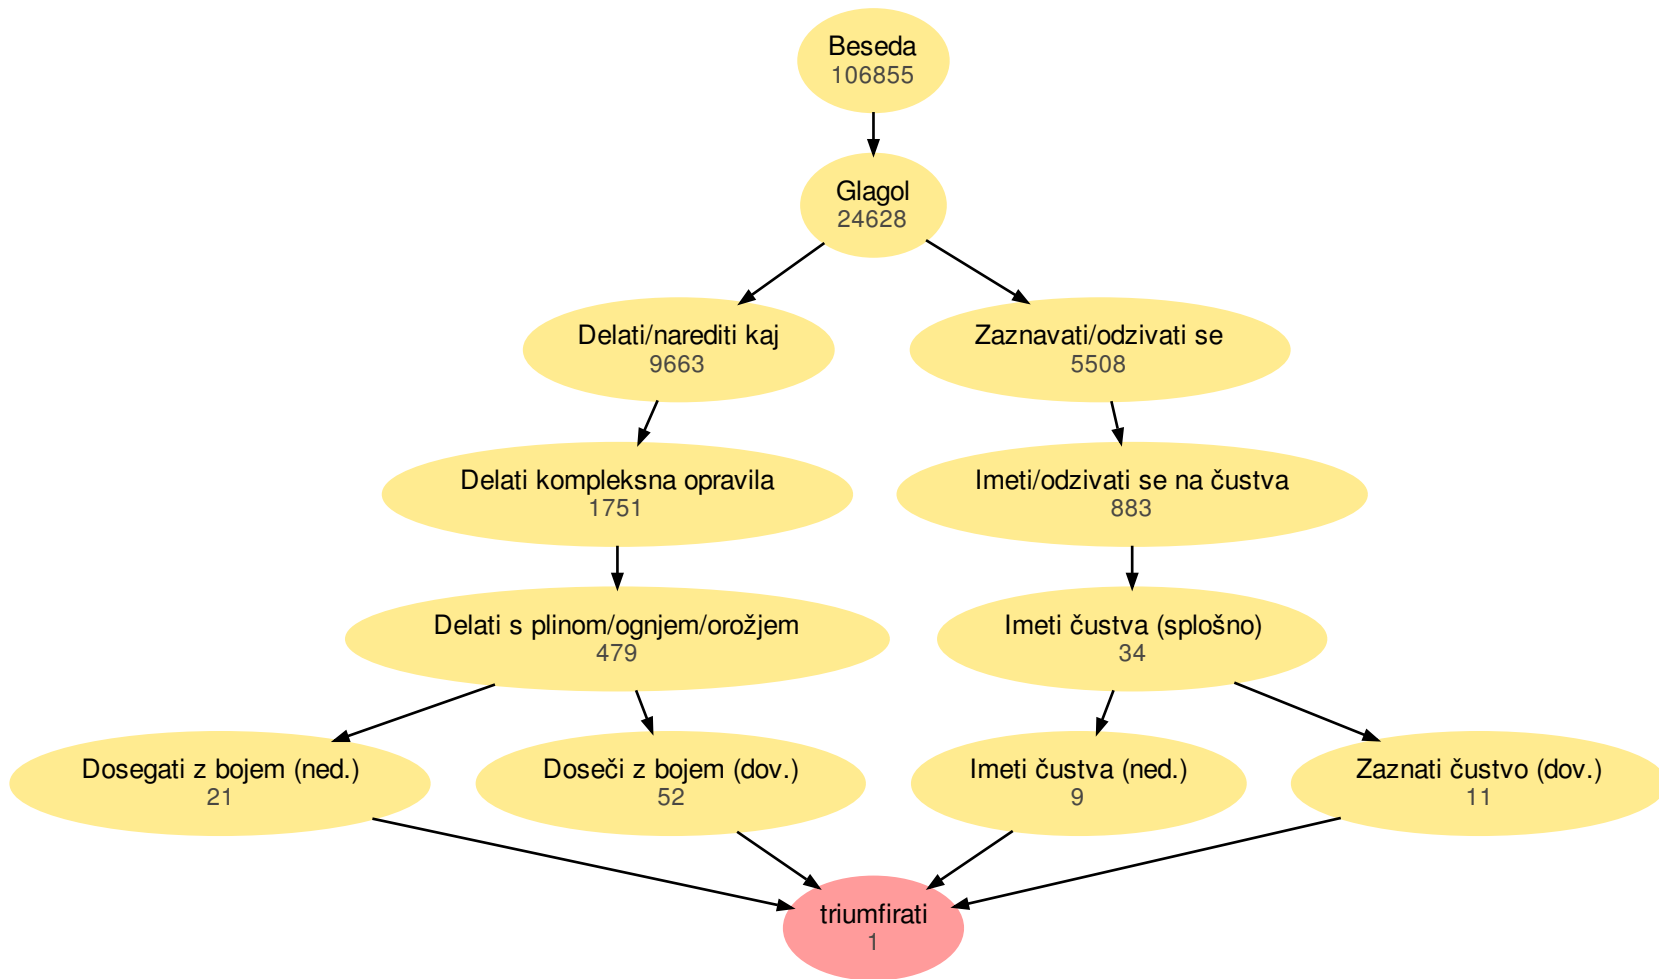 Beseda
106855
Glagol
24628
Delati/narediti kaj
9663
Zaznavati/odzivati se
5508
Delati kompleksna opravila
1751
Imeti/odzivati se na čustva
883
Delati s plinom/ognjem/orožjem
479
Imeti čustva (splošno)
34
Dosegati z bojem (ned.)
21
Doseči z bojem (dov.)
52
Imeti čustva (ned.)
9
Zaznati čustvo (dov.)
11
triumfirati
1